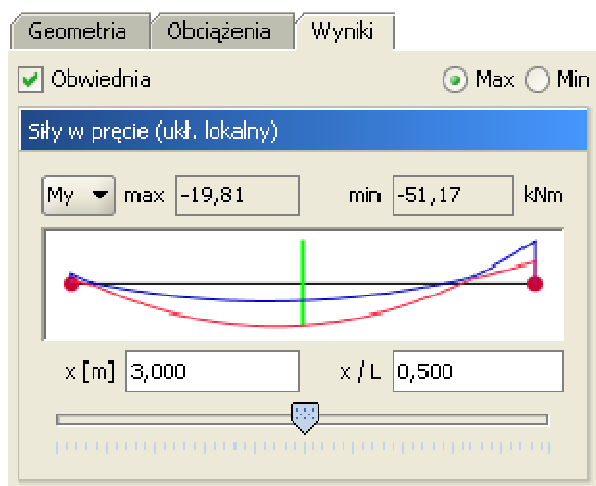 Geometria Obciążenia Wyniki
Obwiednia Max Min
Siły w pręcie (ukł. lokalny)
My max -19,81 min -51,17 kNm
x [m] 3,000 x / L 0,500